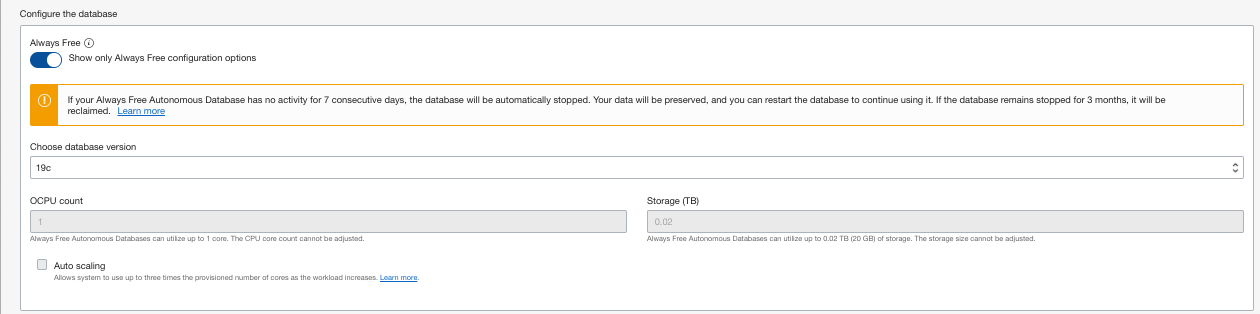 Configure the database
Always Free
Show only Always Free configuration options
If your Always Free Autonomous Database has no activity for 7 consecutive days, the database will be automatically stopped. Your data will be preserved, and you can restart the database to continue using it. If the database remains stopped for 3 months, it will be
reclaimed. Learn more
Choose database version
19c
OCPU count
1
Always Free Autonomous Databases can utilize up to 1 core. The CPU core count cannot be adjusted.
Storage (TB)
0.02
Always Free Autonomous Databases can utilize up to 0.02 TB (20 GB) of storage. The storage size cannot be adjusted.
Auto scaling
Allows system to use up to three times the provisioned number of cores as the workload increases. Learn more.